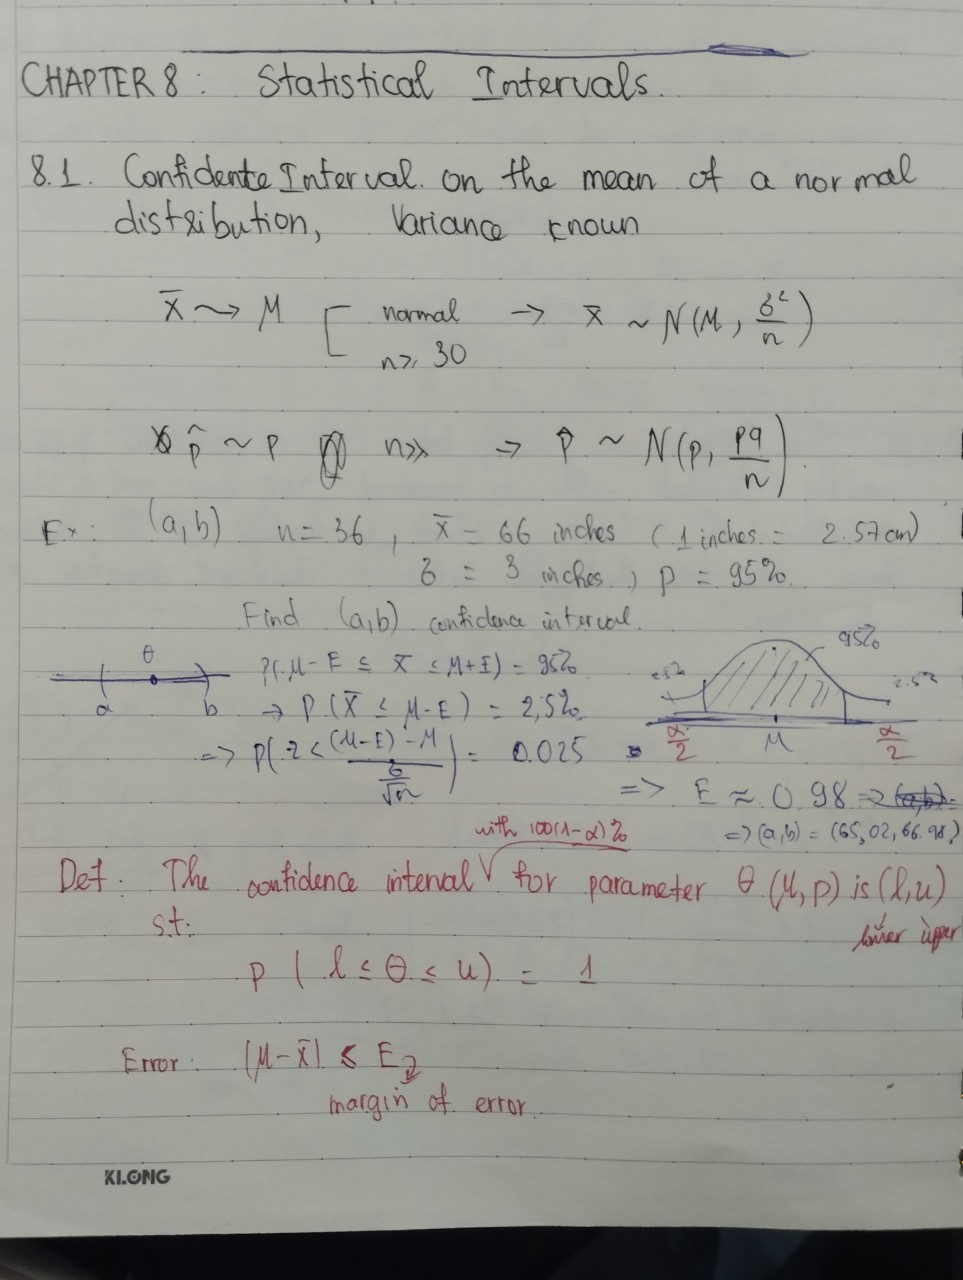 CHAPTER 8 : Statistical Intervals.
8.1. Confidente Interval. on the mean of a normal
distribution, Variance known
x̄ ⇝ M [ normal → x̄ ~ N(M, σ²/n)
n ≥ 30
p̂ ~ p n>> → p̂ ~ N(p, pq/n).
Ex: (a,b) n = 36, x̄ = 66 inches (1 inches = 2.57cm)
σ = 3 inches, p = 95%.
Find (a,b) confidence interval.
θ
a b
P(M - E ≤ x̄ ≤ M + E) = 95%
→ P(x̄ ≤ M - E) = 2,5%
=> P(z < ((M-E) - M)/(σ/√n)) = 0.025
95%
2.5% 2.5%
α/2 M α/2
=> E ≈ 0.98
=> (a,b) = (65,02, 66.98)
with 100(1-α)%
Def: The confidence interval √ for parameter θ (M, p) is (l, u)
s.t: lower upper
P ( l ≤ θ ≤ u) = 1
Error: |M - x̄| ≤ E
margin of error.
KLONG